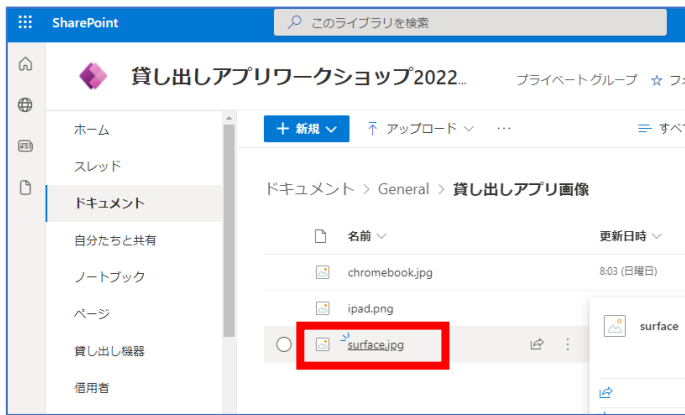 SharePoint
このライブラリを検索
貸し出しアプリワークショップ2022...
プライベート グループ ☆ フォ
ホーム
スレッド
ドキュメント
自分たちと共有
ノートブック
ページ
貸し出し機器
借用者
+ 新規
アップロード
...
すべ
ドキュメント > General > 貸し出しアプリ画像
名前
更新日時
chromebook.jpg
8:03 (日曜日)
ipad.png
surface.jpg
surface